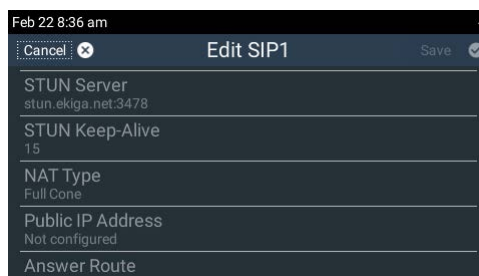 Feb 22 8:36 am
Cancel Edit SIP1 Save
STUN Server
stun.ekiga.net:3478
STUN Keep-Alive
15
NAT Type
Full Cone
Public IP Address
Not configured
Answer Route